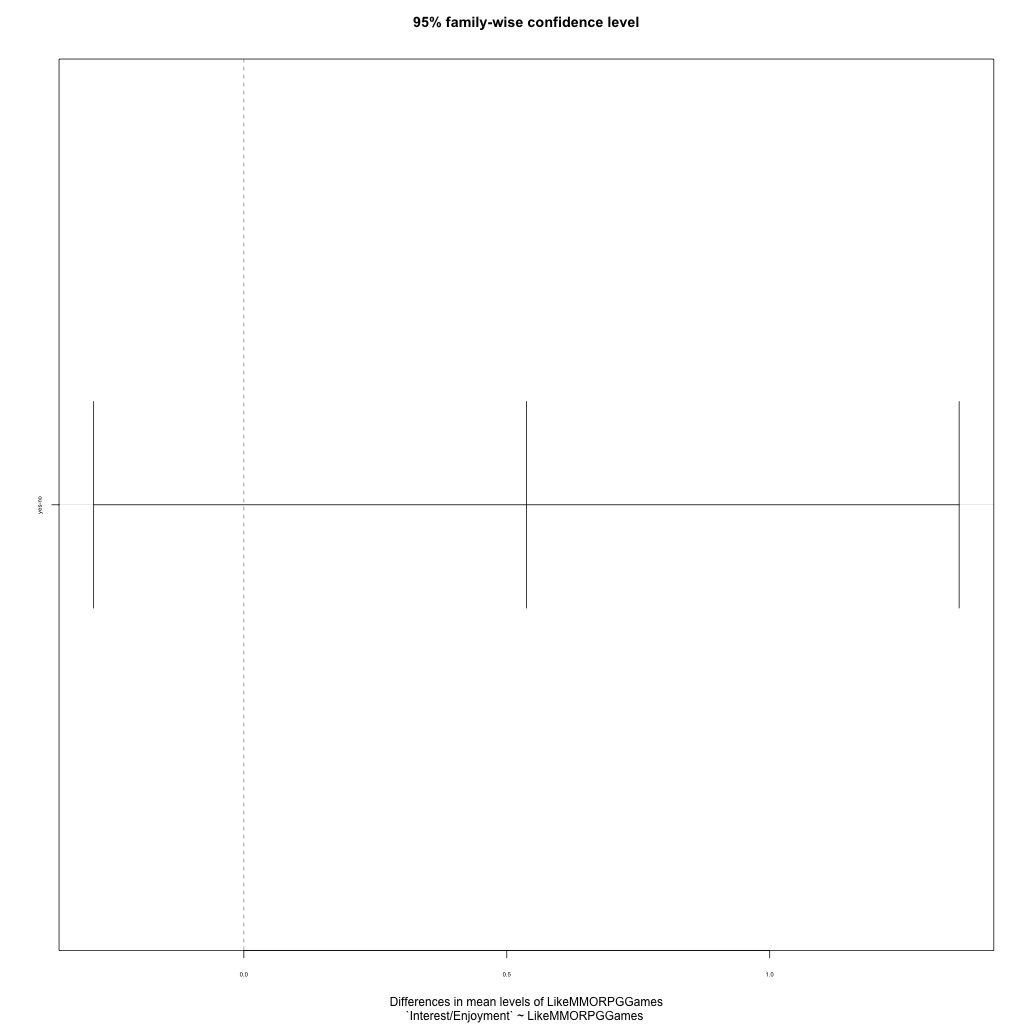 95% family-wise confidence level
yes-no
0.0
0.5
1.0
Differences in mean levels of LikeMMORPGGames
`Interest/Enjoyment` ~ LikeMMORPGGames